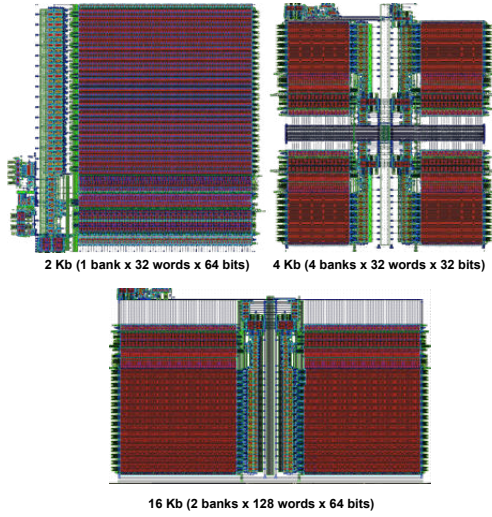 2 Kb (1 bank x 32 words x 64 bits)
4 Kb (4 banks x 32 words x 32 bits)
16 Kb (2 banks x 128 words x 64 bits)